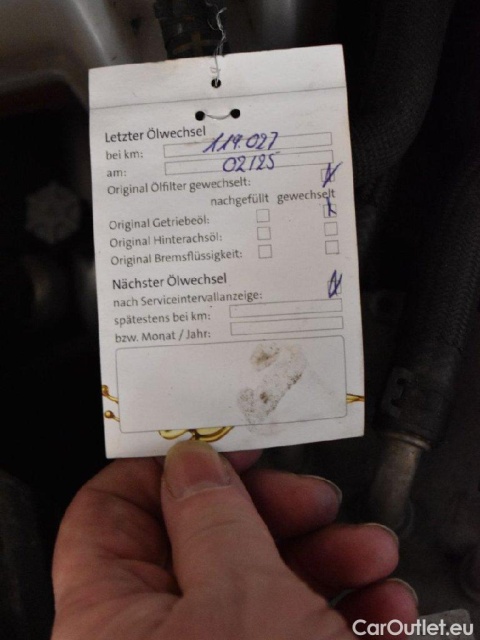 Letzter Ölwechsel
bei km: 119.027
am: 02/25
Original Ölfilter gewechselt:
nachgefüllt gewechselt
Original Getriebeöl:
Original Hinterachsöl:
Original Bremsflüssigkeit:
Nächster Ölwechsel
nach Serviceintervallanzeige:
spätestens bei km:
bzw. Monat / Jahr:
CarOutlet.eu